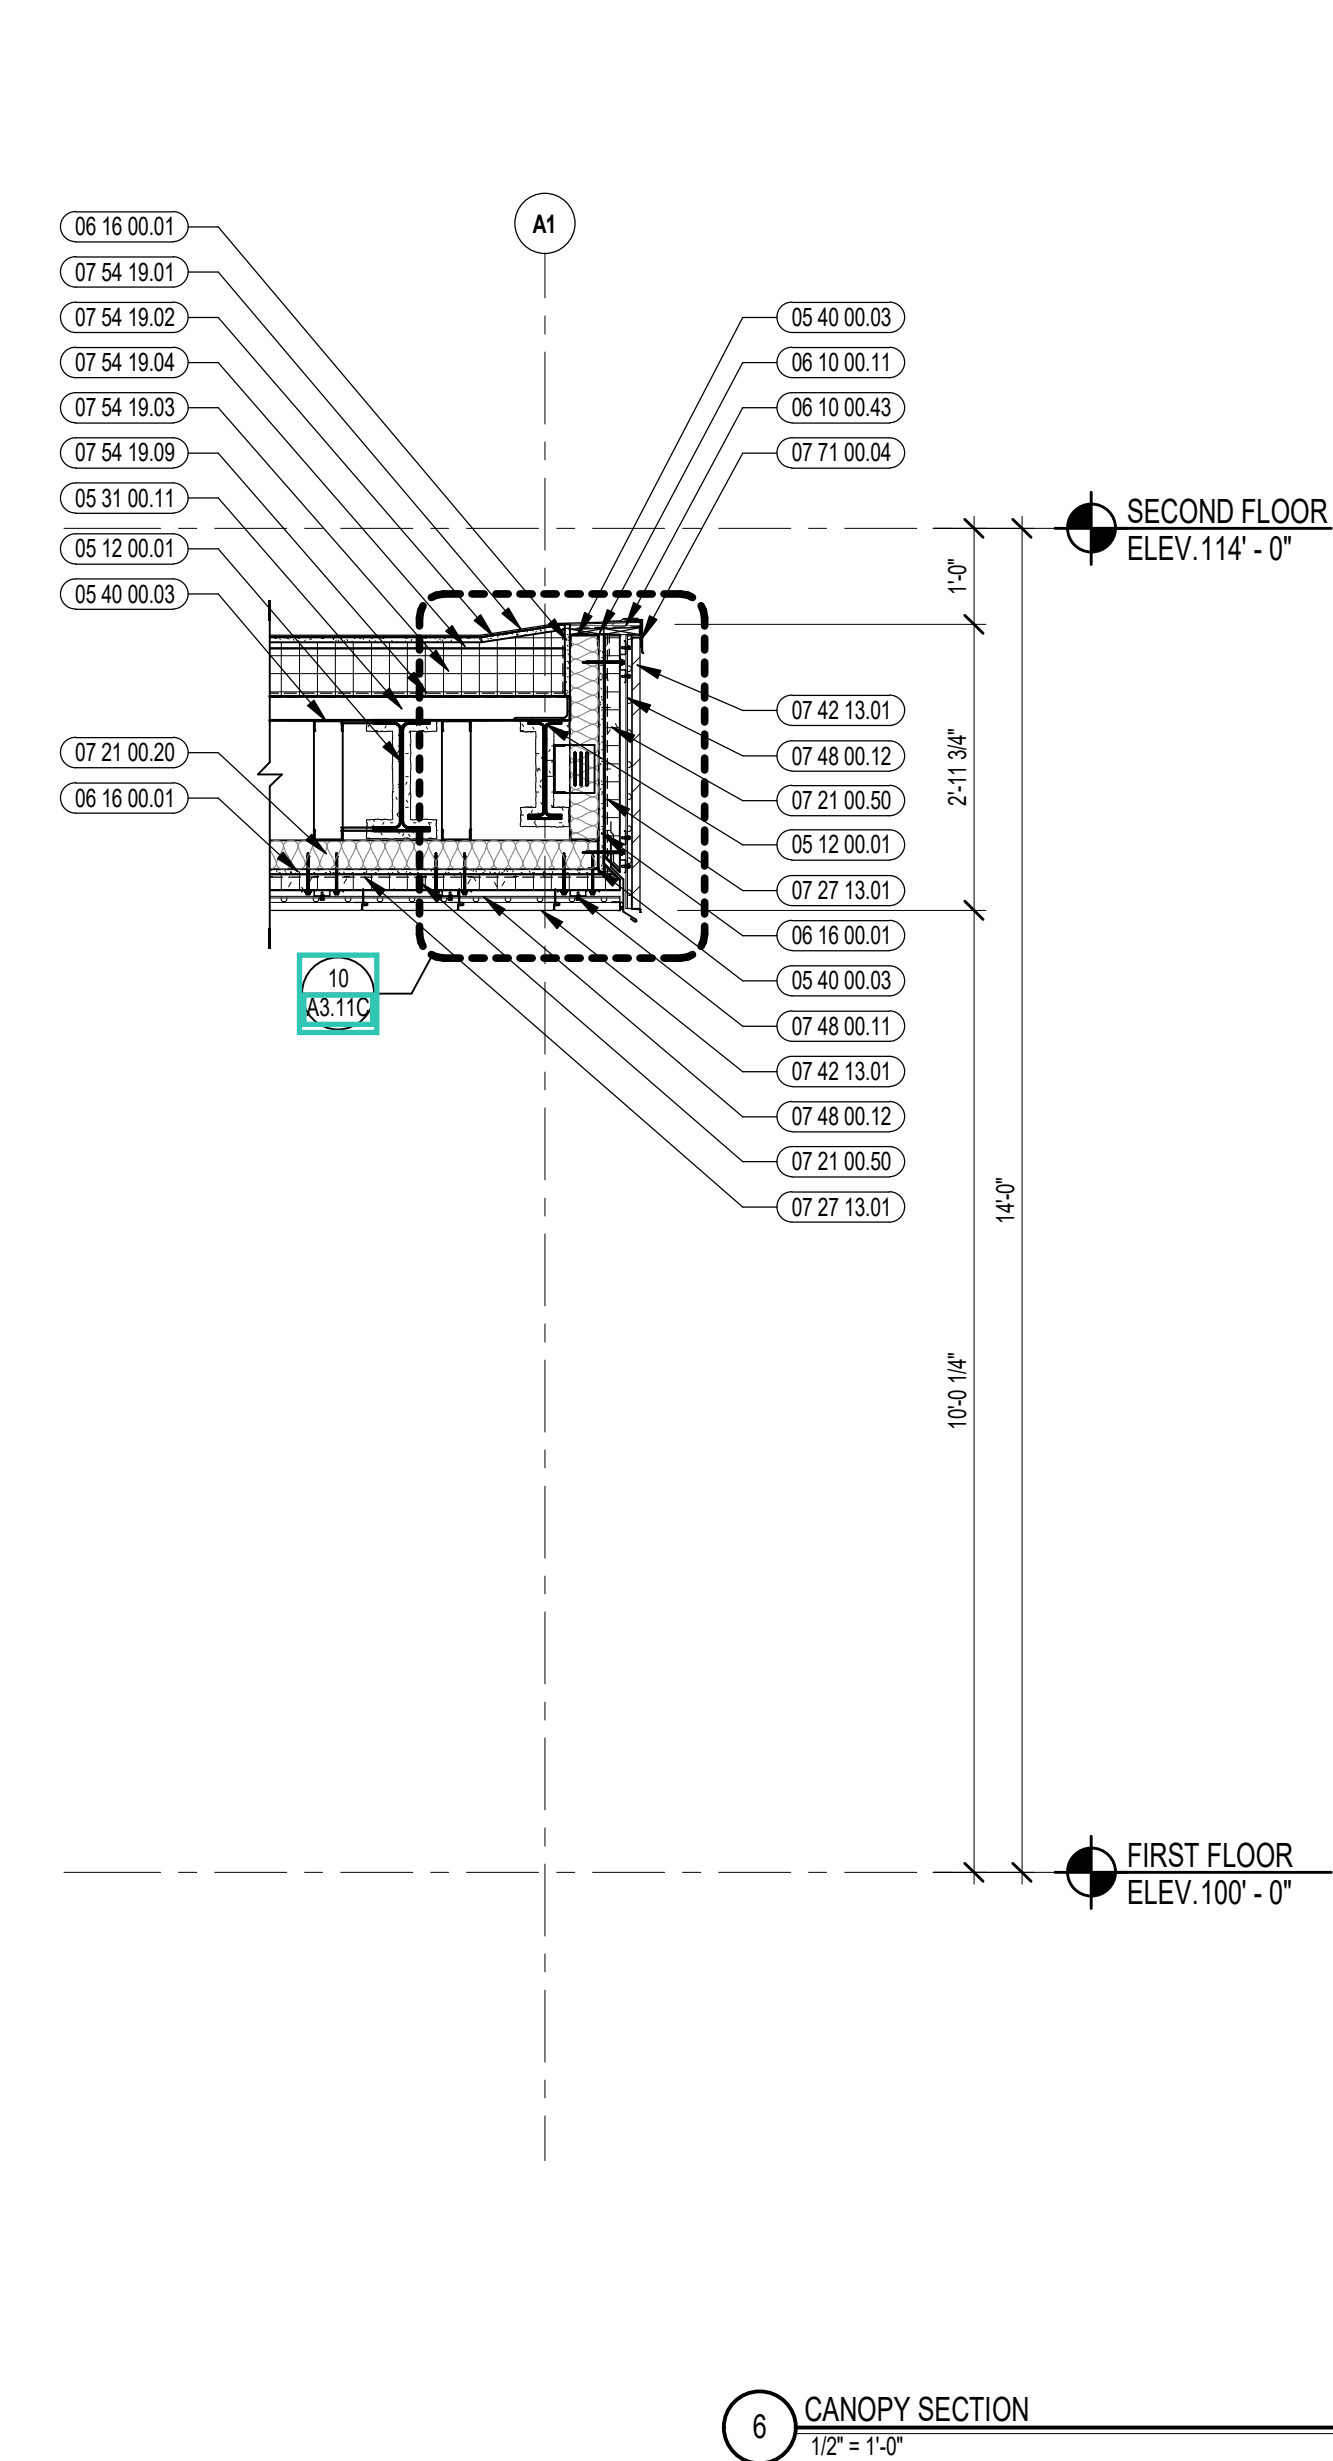 A1
06 16 00.01
07 54 19.01
07 54 19.02
07 54 19.04
07 54 19.03
07 54 19.09
05 31 00.11
05 12 00.01
05 40 00.03
07 21 00.20
06 16 00.01
05 40 00.03
06 10 00.11
06 10 00.43
07 71 00.04
07 42 13.01
07 48 00.12
07 21 00.50
05 12 00.01
07 27 13.01
06 16 00.01
05 40 00.03
07 48 00.11
07 42 13.01
07 48 00.12
07 21 00.50
07 27 13.01
10
A3.11C
SECOND FLOOR
ELEV.114' - 0"
1'-0"
2'-11 3/4"
14'-0"
10'-0 1/4"
FIRST FLOOR
ELEV.100' - 0"
6
CANOPY SECTION
1/2" = 1'-0"